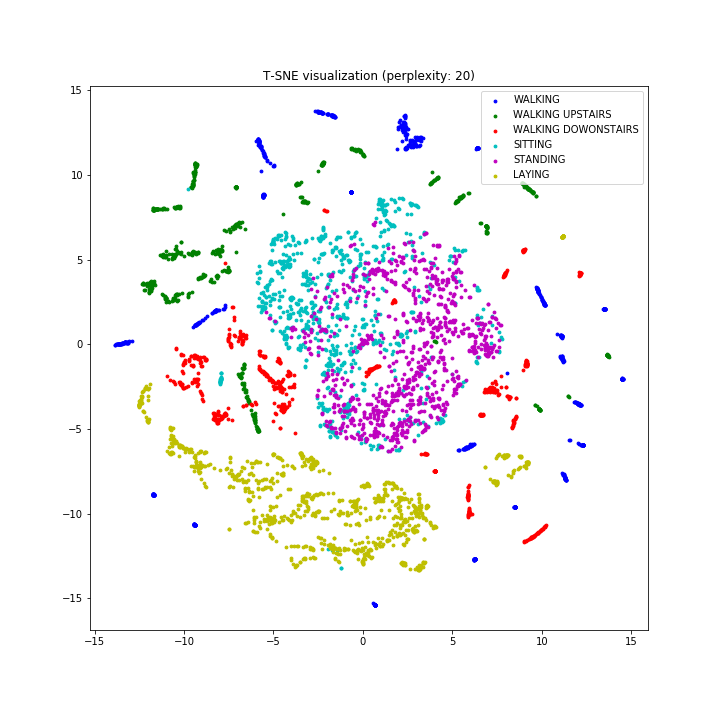 T-SNE visualization (perplexity: 20)
WALKING
WALKING UPSTAIRS
WALKING DOWONSTAIRS
SITTING
STANDING
LAYING
15
10
5
0
−5
−10
−15
−15 −10 −5 0 5 10 15